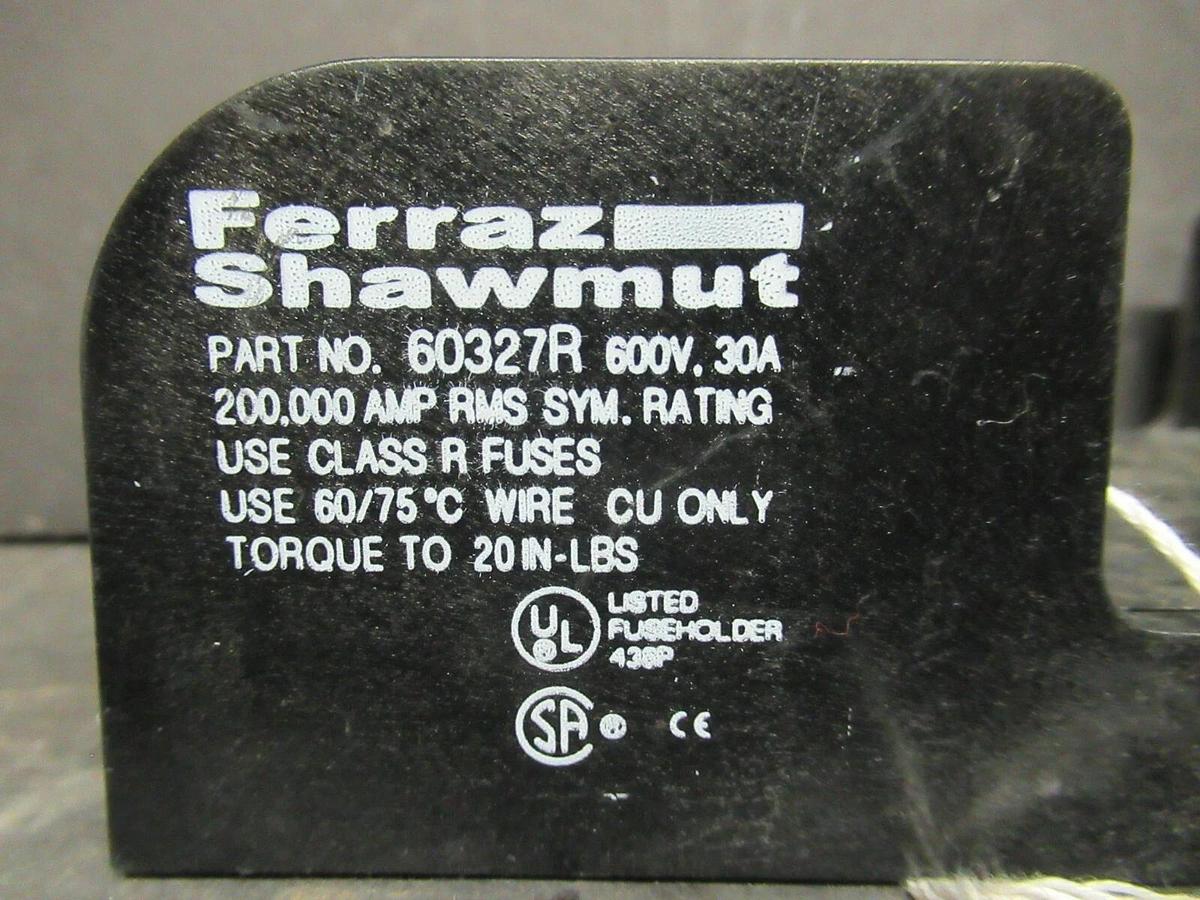 Ferraz
Shawmut
PART NO. 60327R 600V, 30A
200,000 AMP RMS SYM. RATING
USE CLASS R FUSES
USE 60/75°C WIRE CU ONLY
TORQUE TO 20 IN-LBS
UL LISTED
FUSEHOLDER
SA CE